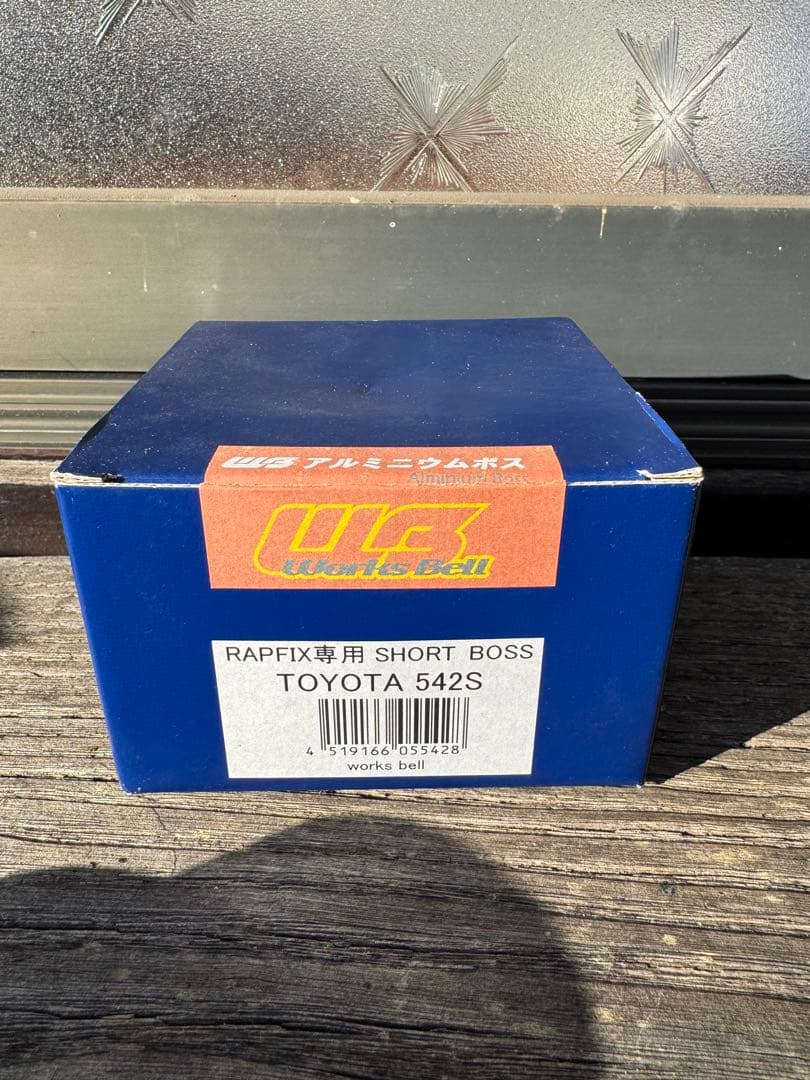 WB アルミニウムボス
Aluminium Boss
WB
Works Bell
RAPFIX専用 SHORT BOSS
TOYOTA 542S
4 519166 055428
works bell